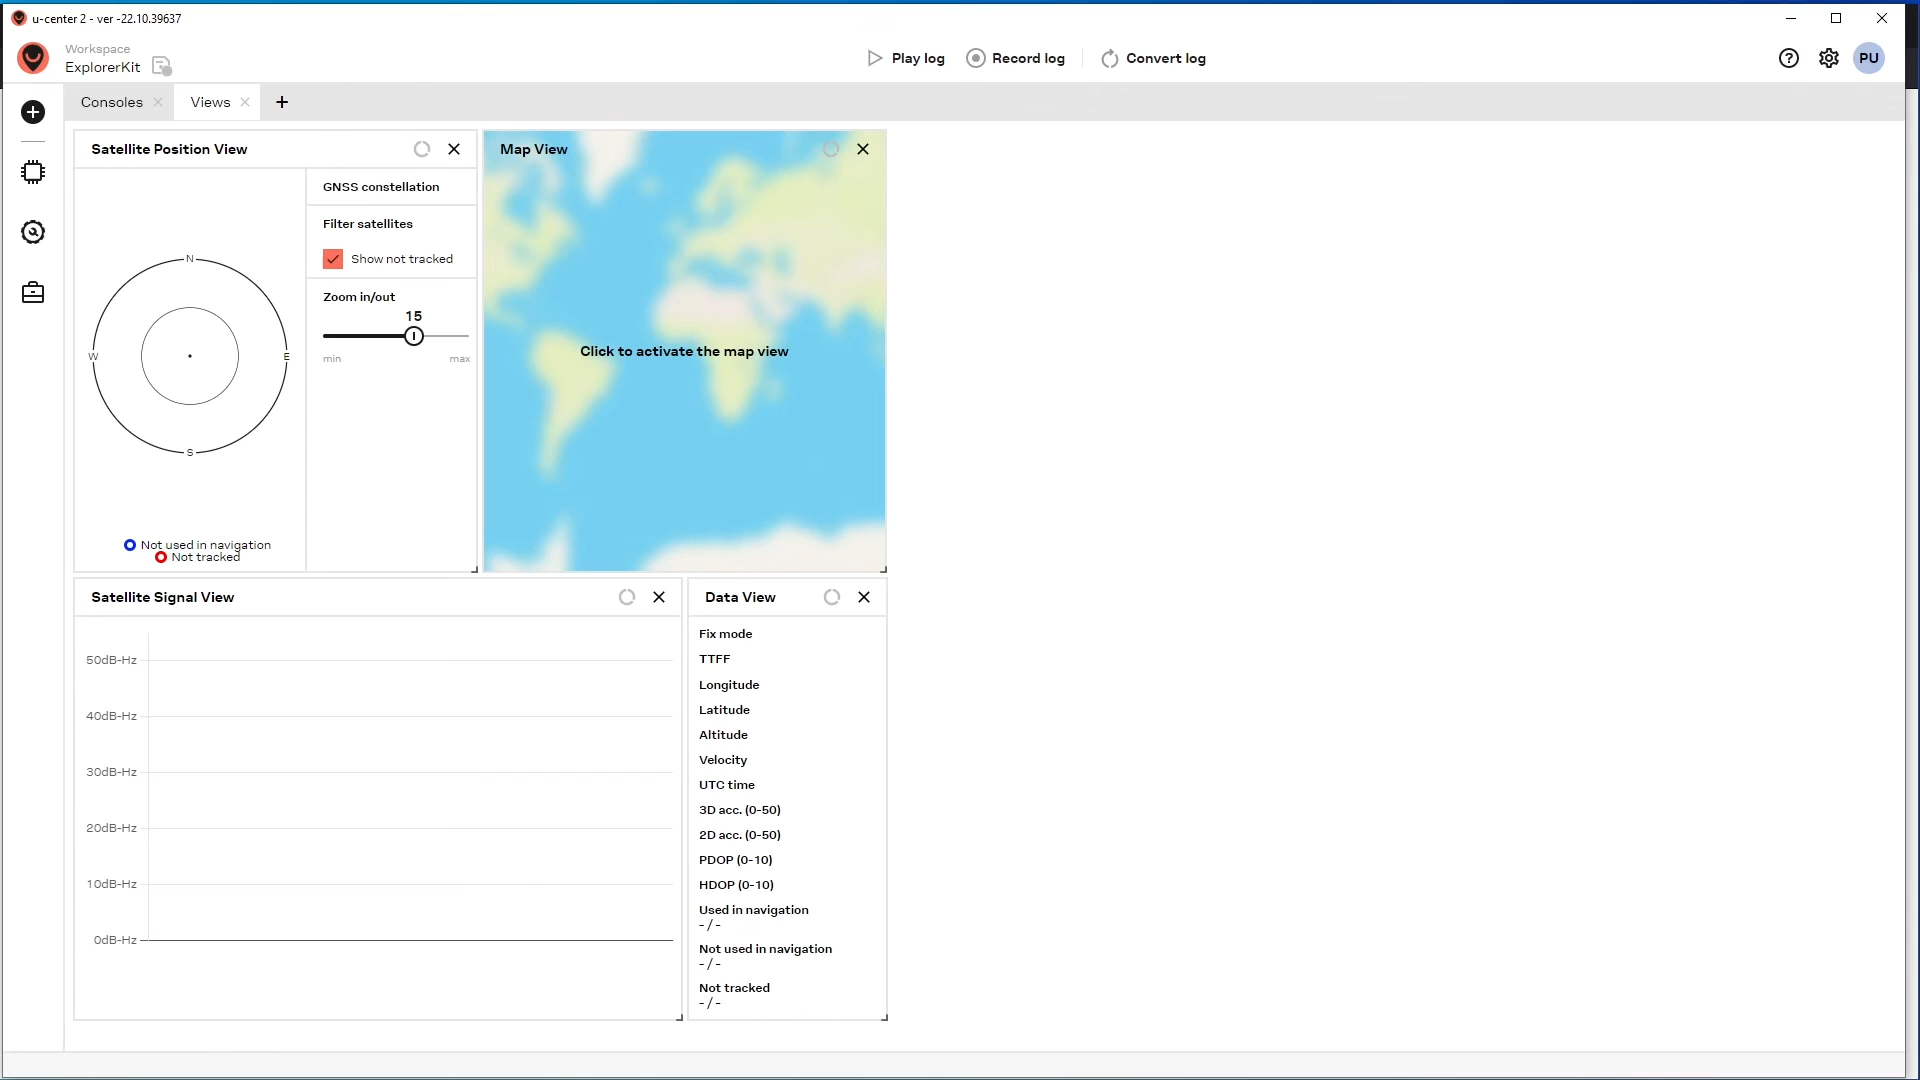 u-center 2 - ver -22.10.39637
Workspace
ExplorerKit
Play log
Record log
Convert log
PU
Consoles
Views
Satellite Position View
GNSS constellation
Filter satellites
Show not tracked
Zoom in/out
15
min
max
N
W
E
S
Not used in navigation
Not tracked
Map View
Click to activate the map view
Satellite Signal View
50dB-Hz
40dB-Hz
30dB-Hz
20dB-Hz
10dB-Hz
0dB-Hz
Data View
Fix mode
TTFF
Longitude
Latitude
Altitude
Velocity
UTC time
3D acc. (0-50)
2D acc. (0-50)
PDOP (0-10)
HDOP (0-10)
Used in navigation
-/-
Not used in navigation
-/-
Not tracked
-/-